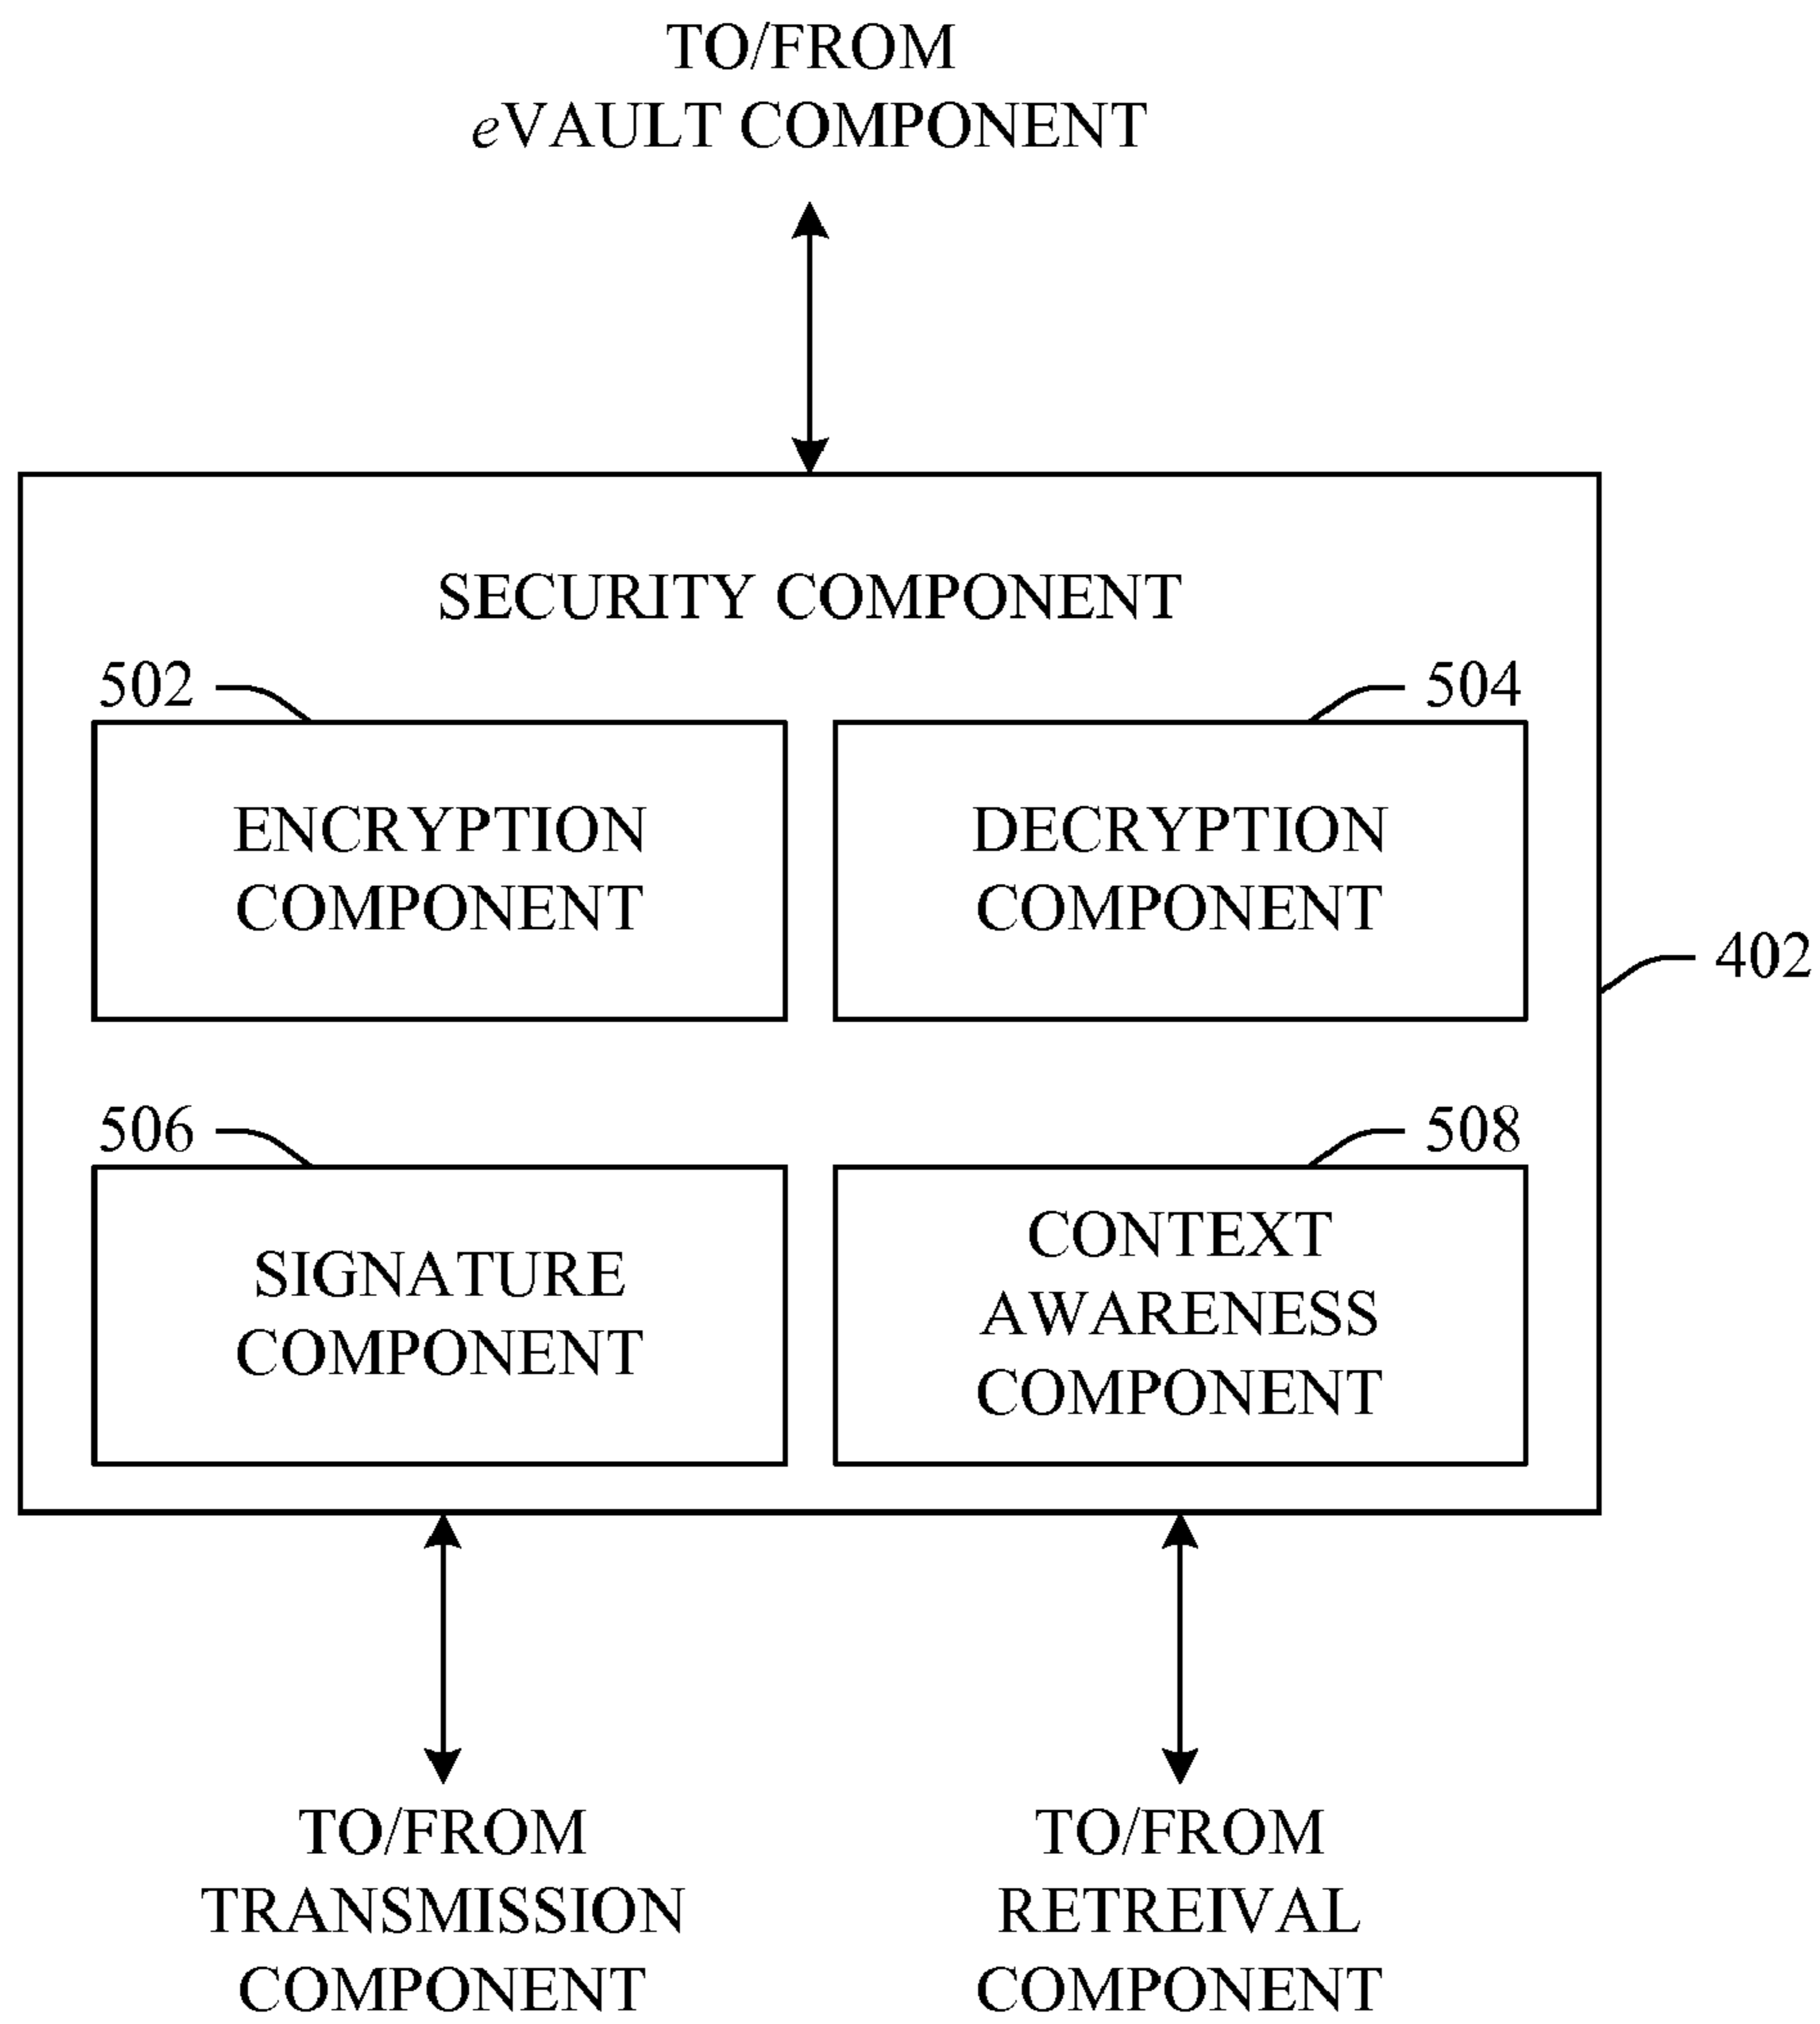 TO/FROM
eVAULT COMPONENT
SECURITY COMPONENT
502
504
ENCRYPTION
COMPONENT
DECRYPTION
COMPONENT
402
506
508
SIGNATURE
COMPONENT
CONTEXT
AWARENESS
COMPONENT
TO/FROM
TRANSMISSION
COMPONENT
TO/FROM
RETREIVAL
COMPONENT